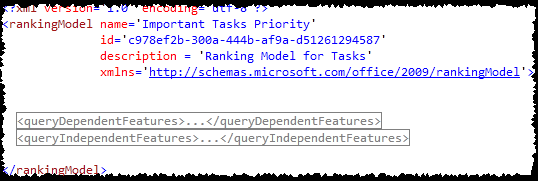 <?xml version='1.0' encoding='utf-8'?>
<rankingModel name='Important Tasks Priority'
id='c978ef2b-300a-444b-af9a-d51261294587'
description = 'Ranking Model for Tasks'
xmlns='http://schemas.microsoft.com/office/2009/rankingModel'>
<queryDependentFeatures>...</queryDependentFeatures>
<queryIndependentFeatures>...</queryIndependentFeatures>
</rankingModel>